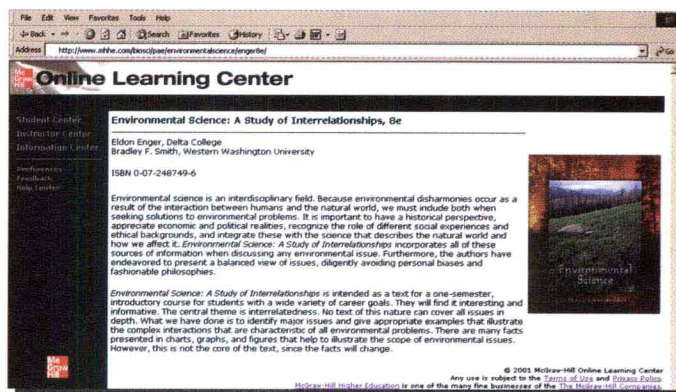 File Edit View Favorites Tools Help
Back Search Favorites History
Address http://www.mhhe.com/biosci/pae/environmentalscience/enger8e/ Go
Mc Graw Hill Online Learning Center
Student Center
Instructor Center
Information Center
Preferences
Feedback
Help Center
Environmental Science: A Study of Interrelationships, 8e
Eldon Enger, Delta College
Bradley F. Smith, Western Washington University
ISBN 0-07-248749-6
Environmental science is an interdisciplinary field. Because environmental disharmonies occur as a
result of the interaction between humans and the natural world, we must include both when
seeking solutions to environmental problems. It is important to have a historical perspective,
appreciate economic and political realities, recognize the role of different social experiences and
ethical backgrounds, and integrate these with the science that describes the natural world and
how we affect it. Environmental Science: A Study of Interrelationships incorporates all of these
sources of information when discussing any environmental issue. Furthermore, the authors have
endeavored to present a balanced view of issues, diligently avoiding personal biases and
fashionable philosophies.
Environmental Science: A Study of Interrelationships is intended as a text for a one-semester,
introductory course for students with a wide variety of career goals. They will find it interesting and
informative. The central theme is interrelatedness. No text of this nature can cover all issues in
depth. What we have done is to identify major issues and give appropriate examples that illustrate
the complex interactions that are characteristic of all environmental problems. There are many facts
presented in charts, graphs, and figures that help to illustrate the scope of environmental issues.
However, this is not the core of the text, since the facts will change.
Environmental
Science
Mc Graw Hill
© 2001 McGraw-Hill Online Learning Center
Any use is subject to the Terms of Use and Privacy Policy.
McGraw-Hill Higher Education is one of the many fine businesses of the The McGraw-Hill Companies.